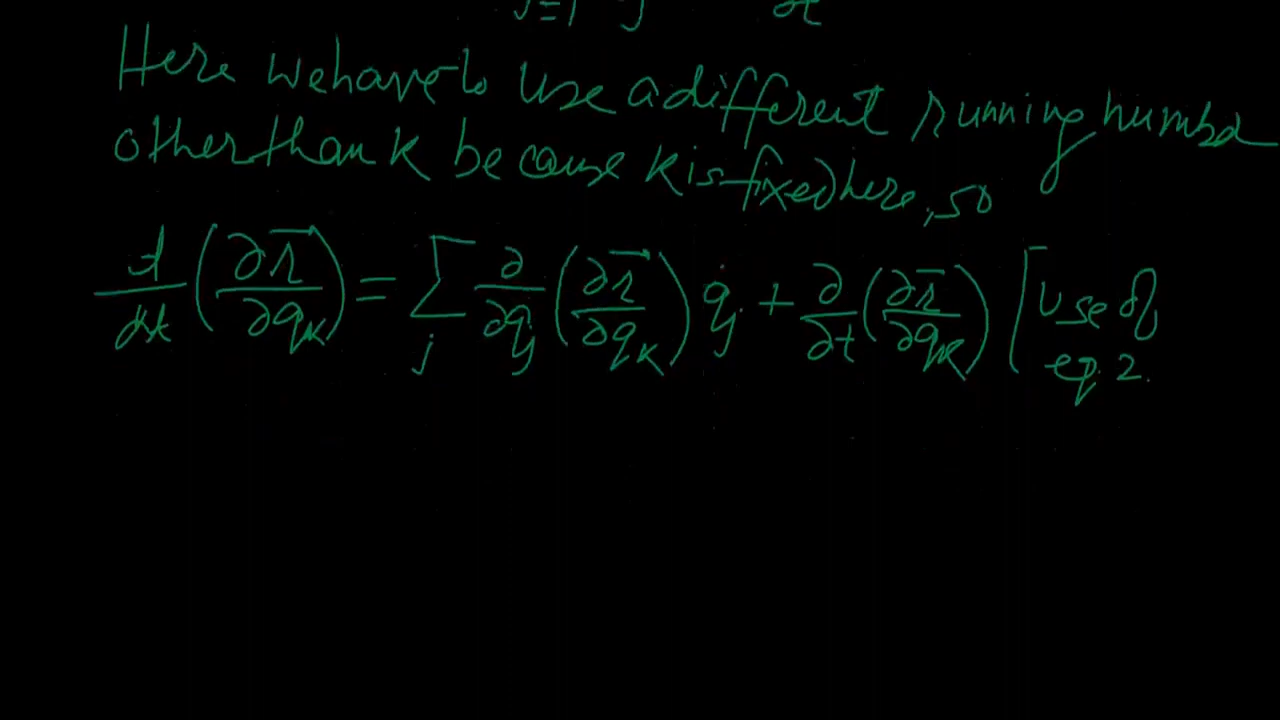 j=1 j ∂t
Here we have to use a different running number
other than K because K is fixed here, so
d/dt (∂r⃗/∂q_K) = Σ_j ∂/∂q_j (∂r⃗/∂q_K) q̇_j + ∂/∂t (∂r⃗/∂q_K) [use of
eq. 2.